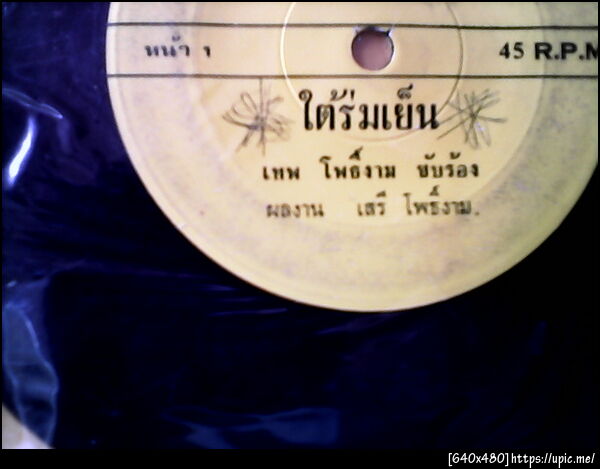 หน้า ๑ 45 R.P.M
ใต้ร่มเย็น
เทพ โพธิ์งาม ขับร้อง
ผลงาน เสรี โพธิ์งาม.
[640x480]https://upic.me/